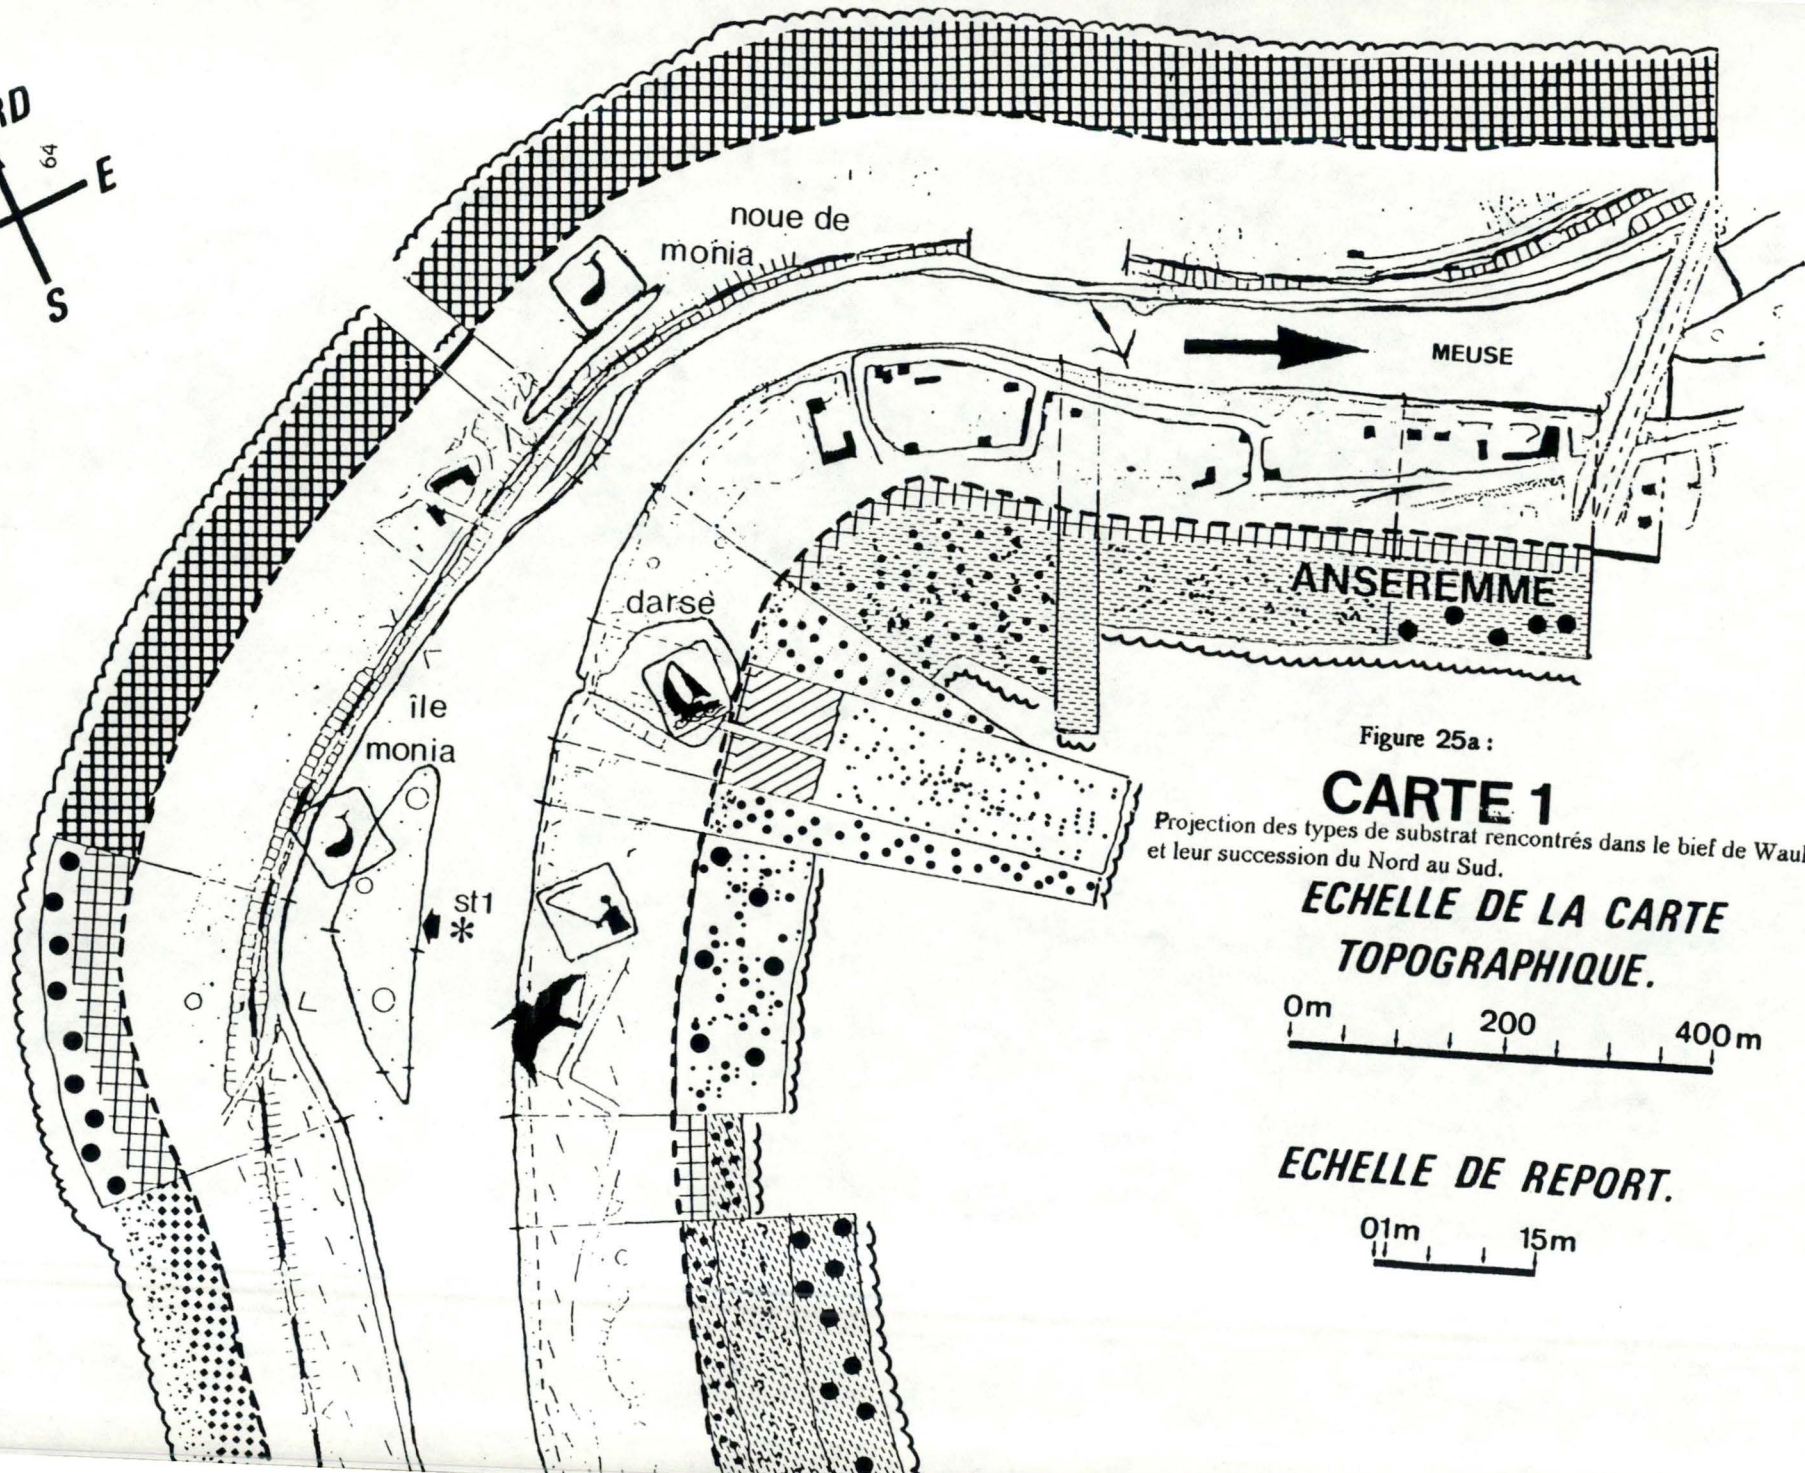 RD
64
E
S
noue de
monia
MEUSE
ANSEREMME
darse
île
monia
st1
*
Figure 25a :
CARTE 1
Projection des types de substrat rencontrés dans le bief de Waul
et leur succession du Nord au Sud.
ECHELLE DE LA CARTE
TOPOGRAPHIQUE.
0m 200 400m
ECHELLE DE REPORT.
01m 15m